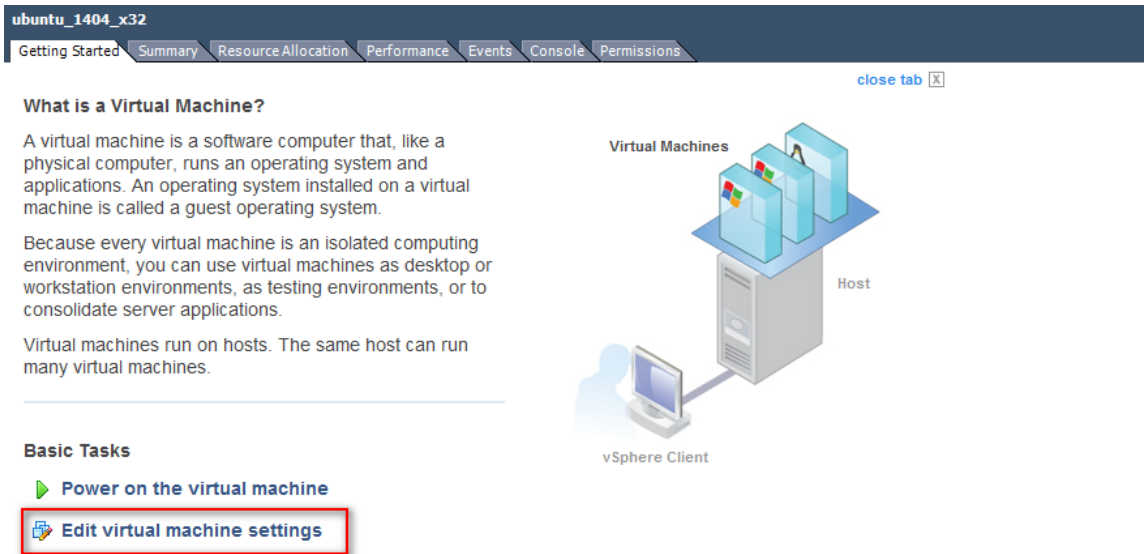 ubuntu_1404_x32
Getting Started Summary Resource Allocation Performance Events Console Permissions
close tab X
What is a Virtual Machine?
A virtual machine is a software computer that, like a
physical computer, runs an operating system and
applications. An operating system installed on a virtual
machine is called a guest operating system.
Because every virtual machine is an isolated computing
environment, you can use virtual machines as desktop or
workstation environments, as testing environments, or to
consolidate server applications.
Virtual machines run on hosts. The same host can run
many virtual machines.
Virtual Machines
Host
vSphere Client
Basic Tasks
Power on the virtual machine
Edit virtual machine settings